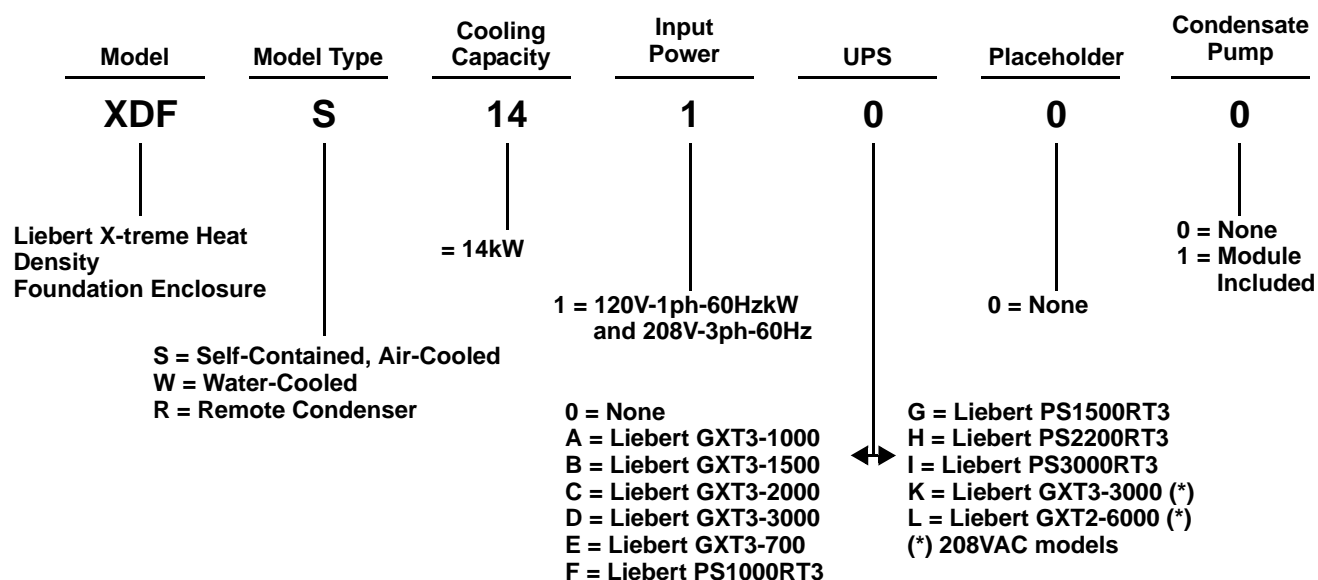 Model
Model Type
Cooling
Capacity
Input
Power
UPS
Placeholder
Condensate
Pump
XDF
S
14
1
0
0
0
Liebert X-treme Heat
Density
Foundation Enclosure
= 14kW
0 = None
1 = Module
Included
1 = 120V-1ph-60HzkW
and 208V-3ph-60Hz
0 = None
S = Self-Contained, Air-Cooled
W = Water-Cooled
R = Remote Condenser
0 = None
A = Liebert GXT3-1000
B = Liebert GXT3-1500
C = Liebert GXT3-2000
D = Liebert GXT3-3000
E = Liebert GXT3-700
F = Liebert PS1000RT3
G = Liebert PS1500RT3
H = Liebert PS2200RT3
I = Liebert PS3000RT3
K = Liebert GXT3-3000 (*)
L = Liebert GXT2-6000 (*)
(*) 208VAC models